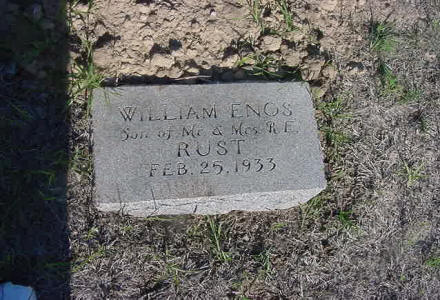 WILLIAM ENOS
Son of Mr & Mrs. R.E.
RUST
FEB. 25, 1933